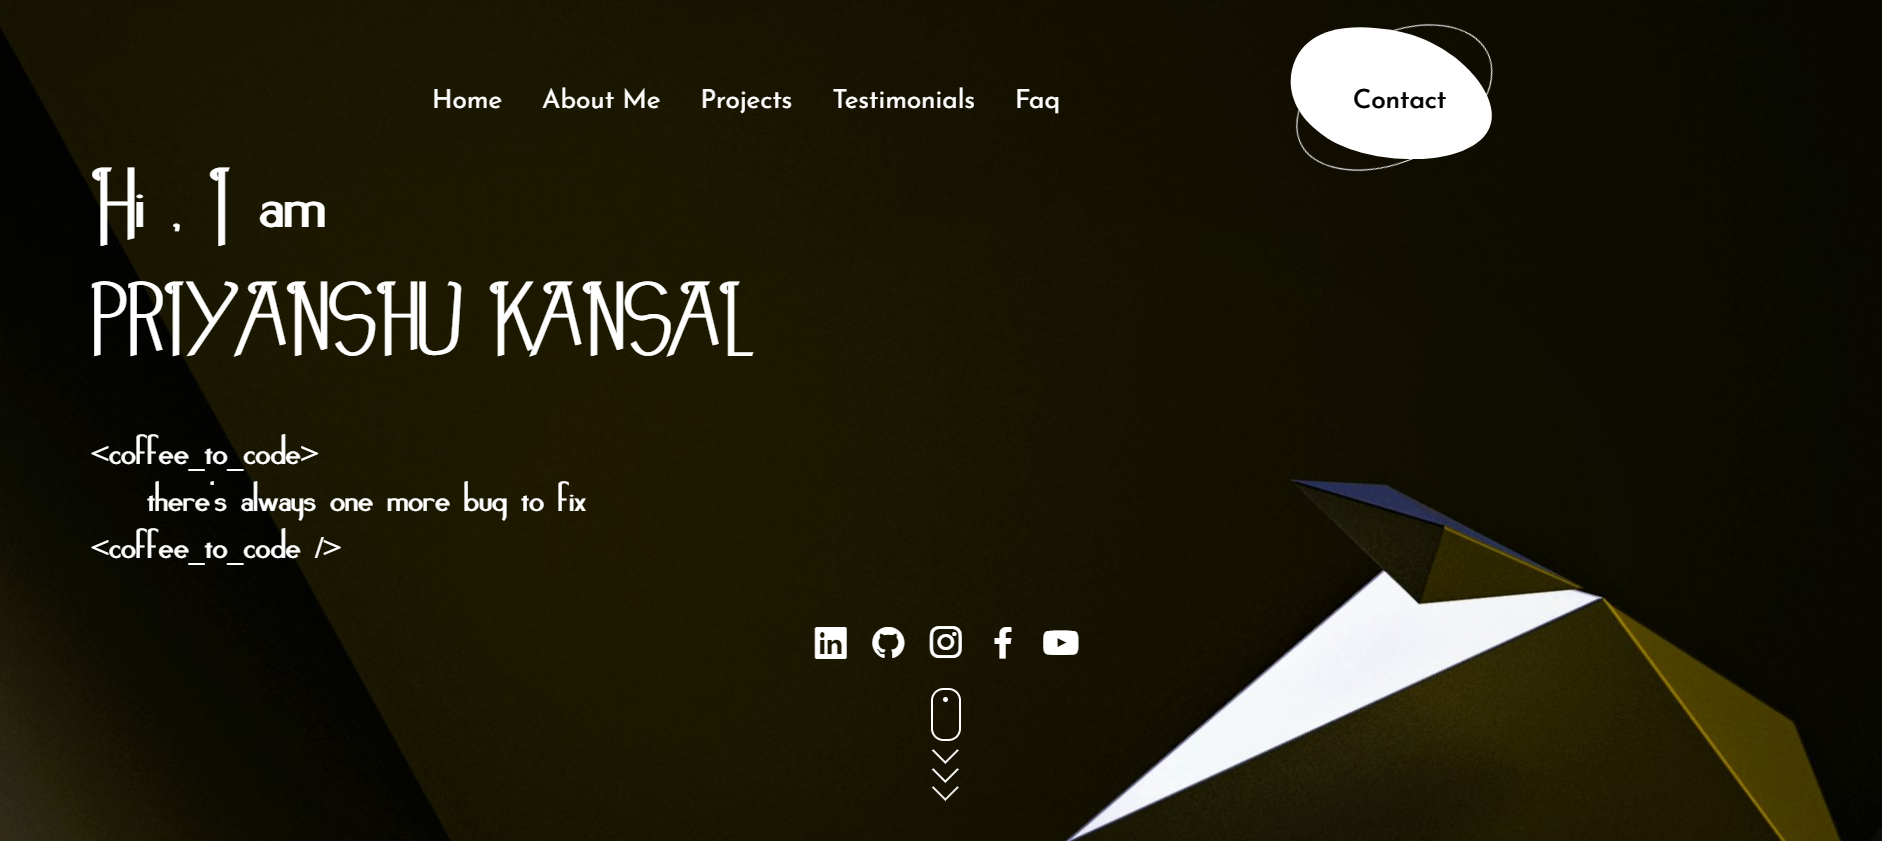 Home About Me Projects Testimonials Faq Contact
Hi , I am
PRIYANSHU KANSAL
<coffee_to_code>
there's always one more bug to fix
<coffee_to_code />